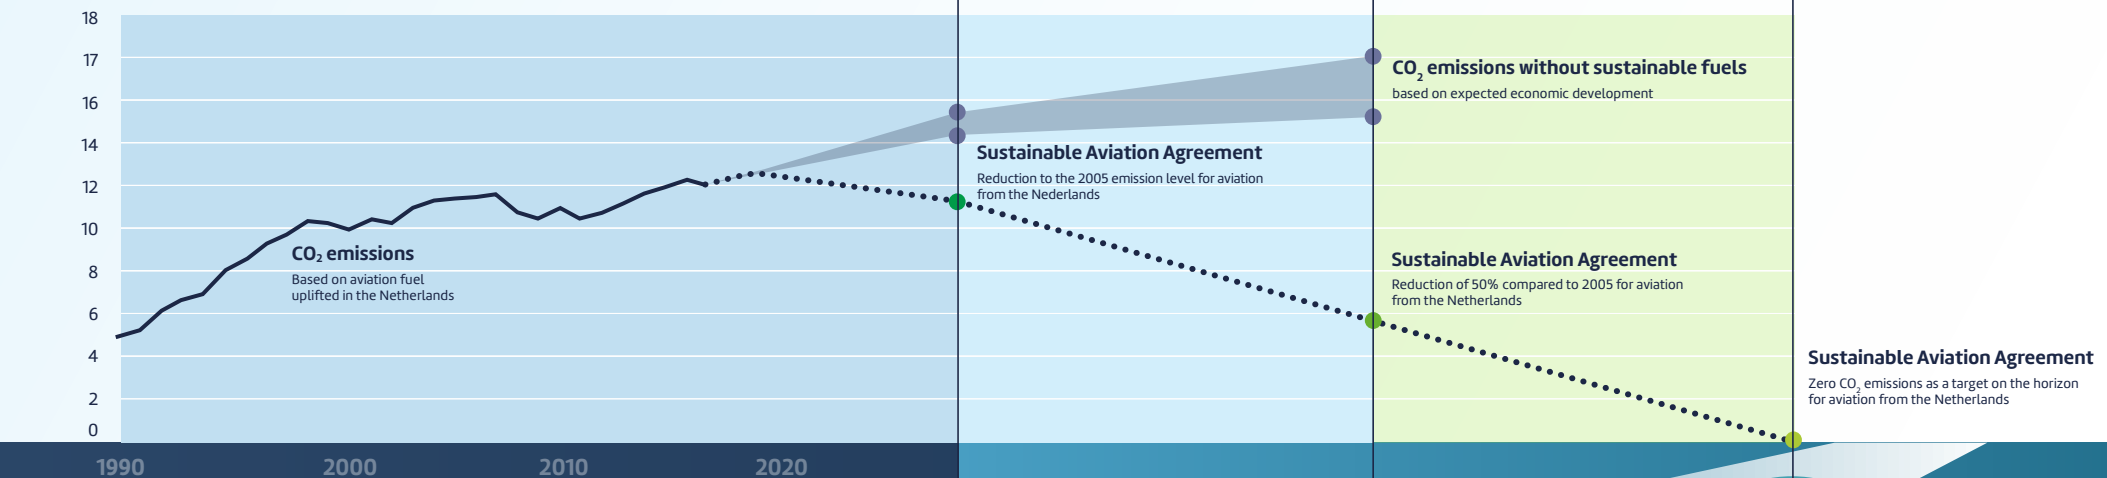 18
17
16
14
12
10
8
6
4
2
0
CO2 emissions without sustainable fuels
based on expected economic development
Sustainable Aviation Agreement
Reduction to the 2005 emission level for aviation
from the Nederlands
CO2 emissions
Based on aviation fuel
uplifted in the Netherlands
Sustainable Aviation Agreement
Reduction of 50% compared to 2005 for aviation
from the Netherlands
Sustainable Aviation Agreement
Zero CO2 emissions as a target on the horizon
for aviation from the Netherlands
1990 2000 2010 2020